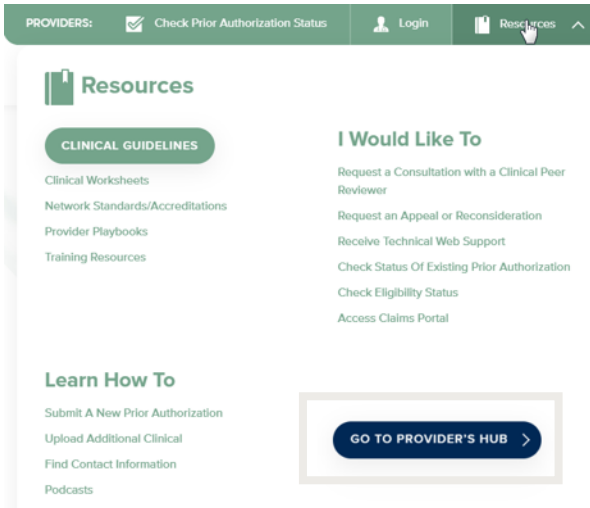 PROVIDERS:
Check Prior Authorization Status
Login
Resources
Resources
CLINICAL GUIDELINES
Clinical Worksheets
Network Standards/Accreditations
Provider Playbooks
Training Resources
I Would Like To
Request a Consultation with a Clinical Peer
Reviewer
Request an Appeal or Reconsideration
Receive Technical Web Support
Check Status Of Existing Prior Authorization
Check Eligibility Status
Access Claims Portal
Learn How To
Submit A New Prior Authorization
Upload Additional Clinical
Find Contact Information
Podcasts
GO TO PROVIDER'S HUB